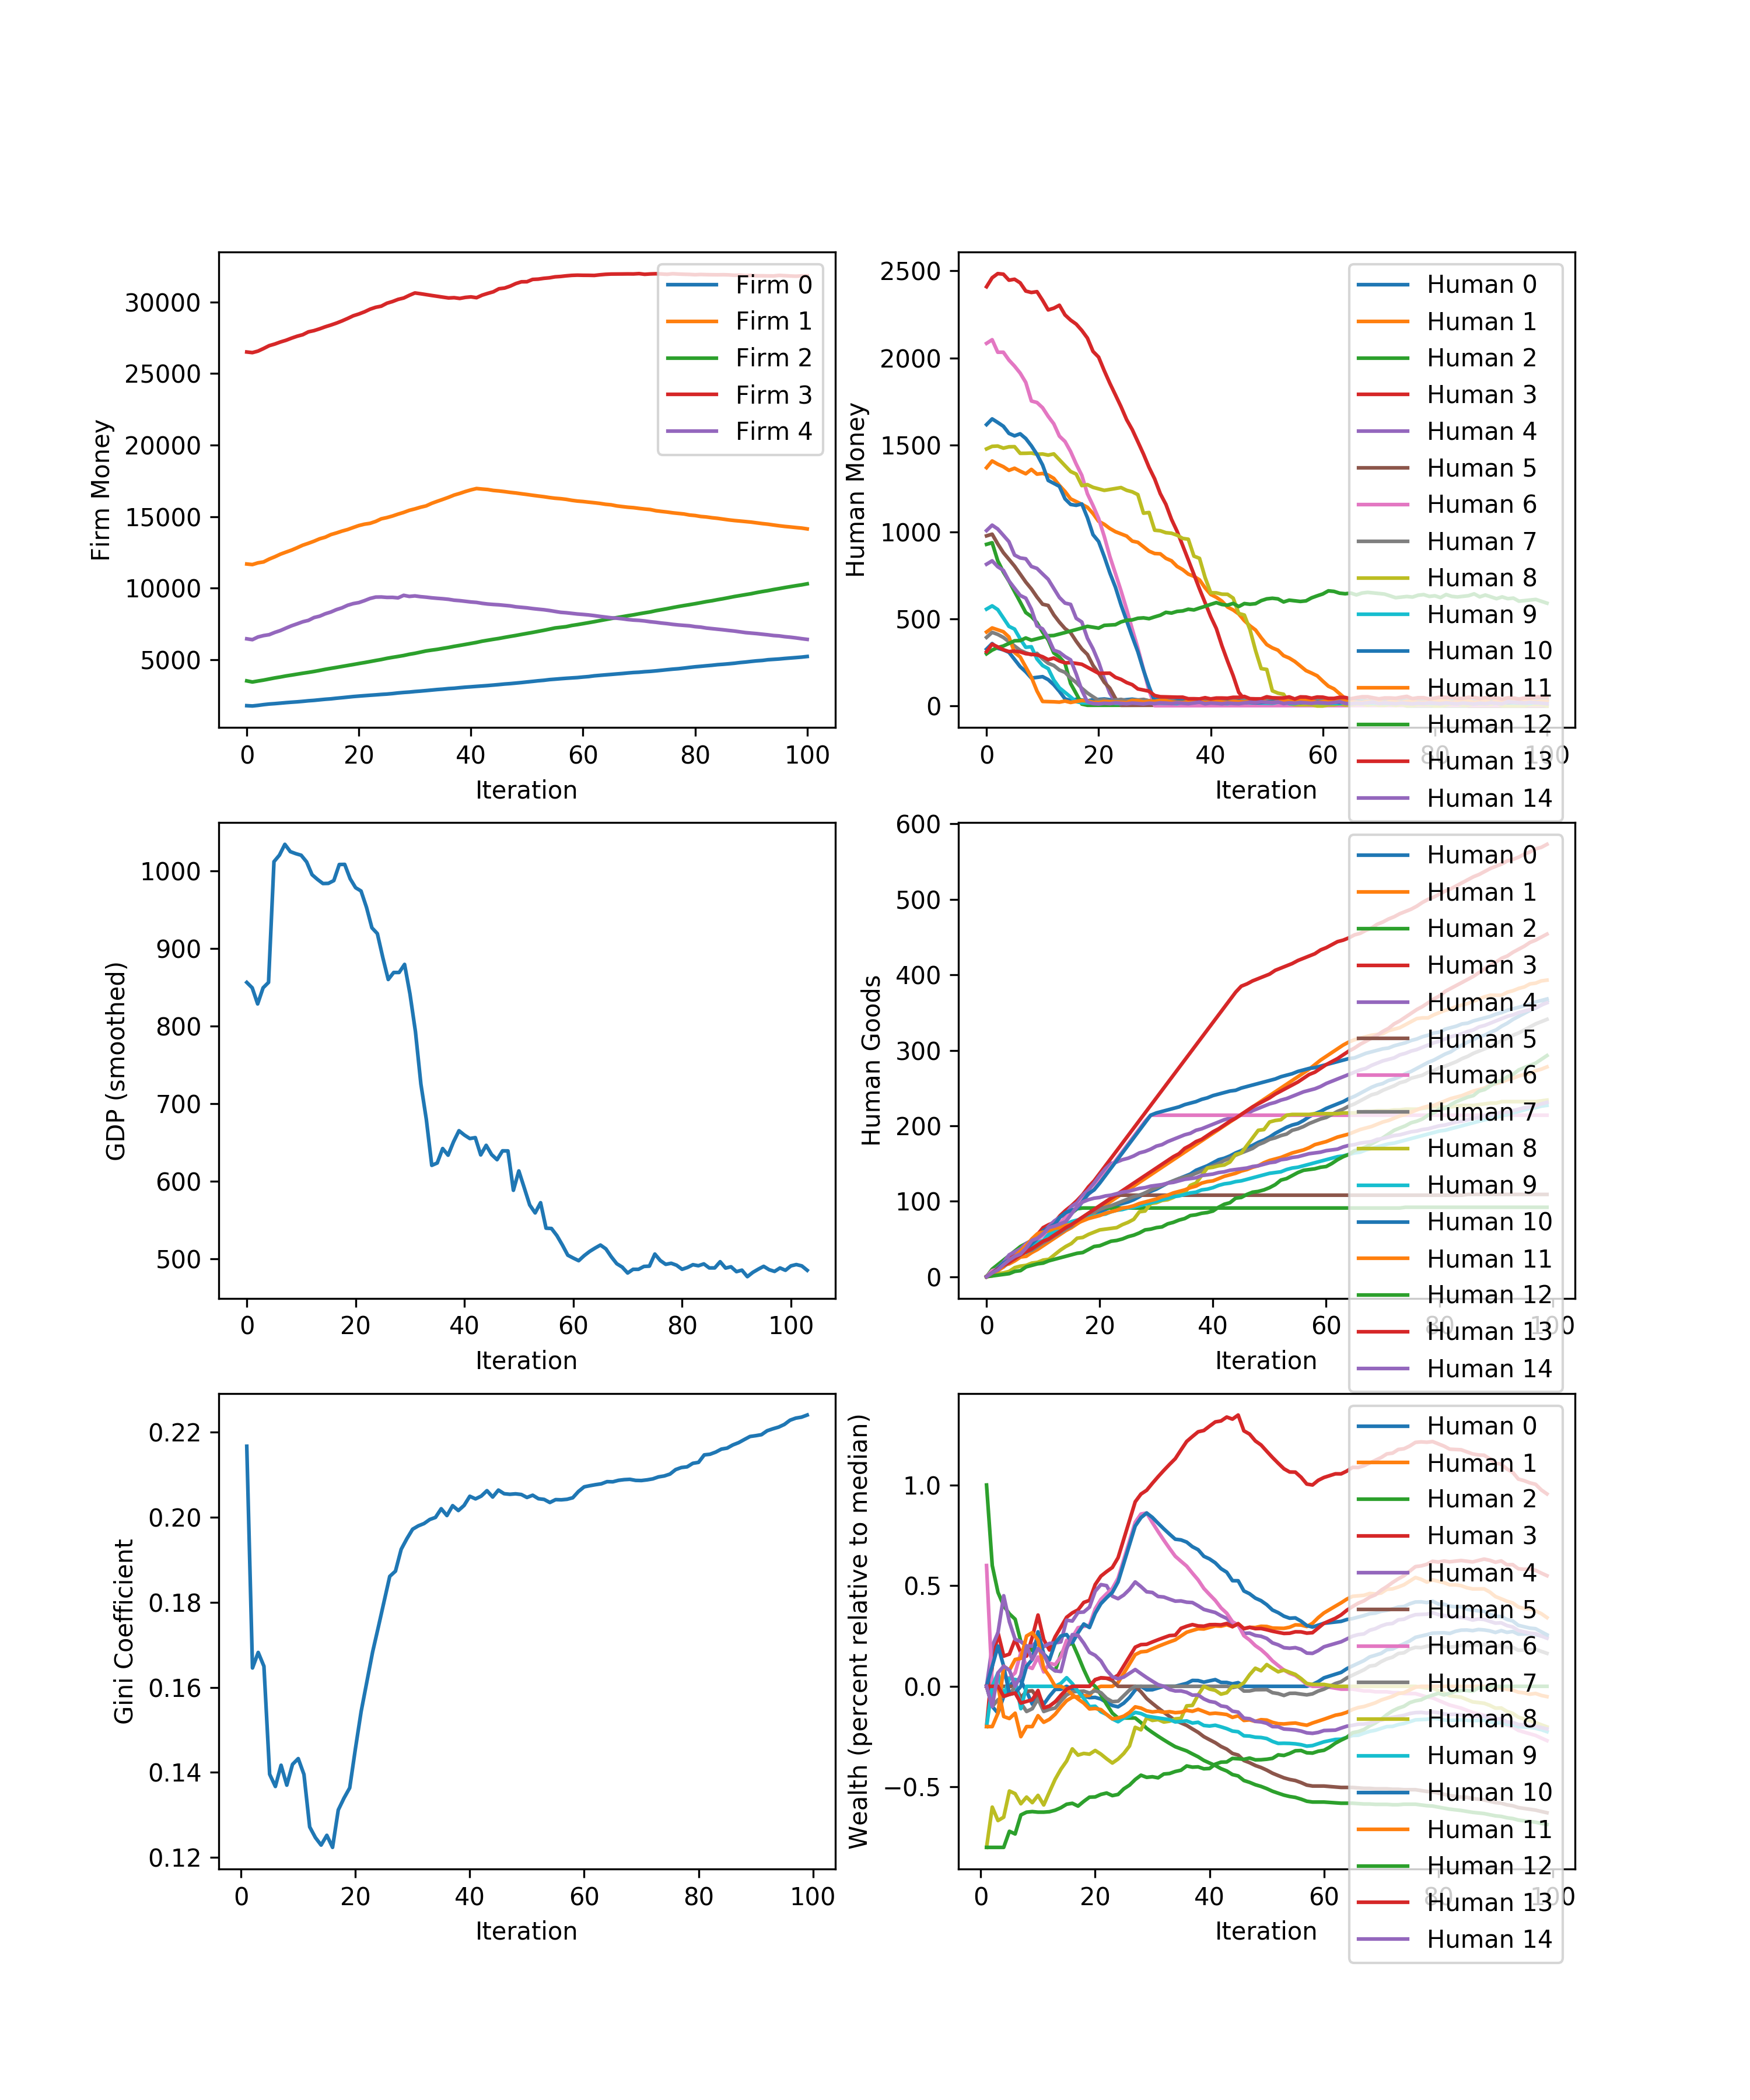 Firm Money
30000
25000
20000
15000
10000
5000
0 20 40 60 80 100
Iteration
Firm 0
Firm 1
Firm 2
Firm 3
Firm 4
Human Money
2500
2000
1500
1000
500
0
0 20 40 60 80 100
Iteration
Human 0
Human 1
Human 2
Human 3
Human 4
Human 5
Human 6
Human 7
Human 8
Human 9
Human 10
Human 11
Human 12
Human 13
Human 14
GDP (smoothed)
1000
900
800
700
600
500
0 20 40 60 80 100
Iteration
Human Goods
600
500
400
300
200
100
0
0 20 40 60 80 100
Iteration
Human 0
Human 1
Human 2
Human 3
Human 4
Human 5
Human 6
Human 7
Human 8
Human 9
Human 10
Human 11
Human 12
Human 13
Human 14
Gini Coefficient
0.22
0.20
0.18
0.16
0.14
0.12
0 20 40 60 80 100
Iteration
Wealth (percent relative to median)
1.0
0.5
0.0
−0.5
0 20 40 60 80 100
Iteration
Human 0
Human 1
Human 2
Human 3
Human 4
Human 5
Human 6
Human 7
Human 8
Human 9
Human 10
Human 11
Human 12
Human 13
Human 14